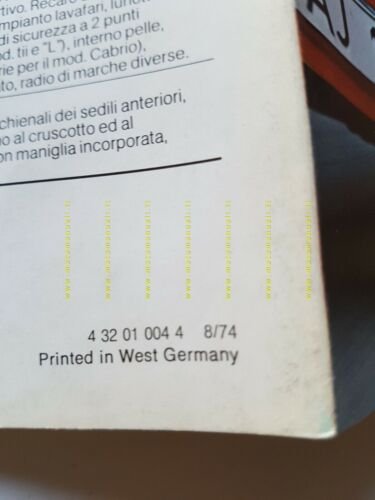 tivo. Recaro
mpianto lavafari,
di sicurezza a 2 punti
od. tii e "L"), interno pelle,
rie per il mod. Cabrio),
to, radio di marche diverse.
chienali dei sedili anteriori,
no al cruscotto ed al
on maniglia incorporata,
4 32 01 004 4 8/74
Printed in West Germany